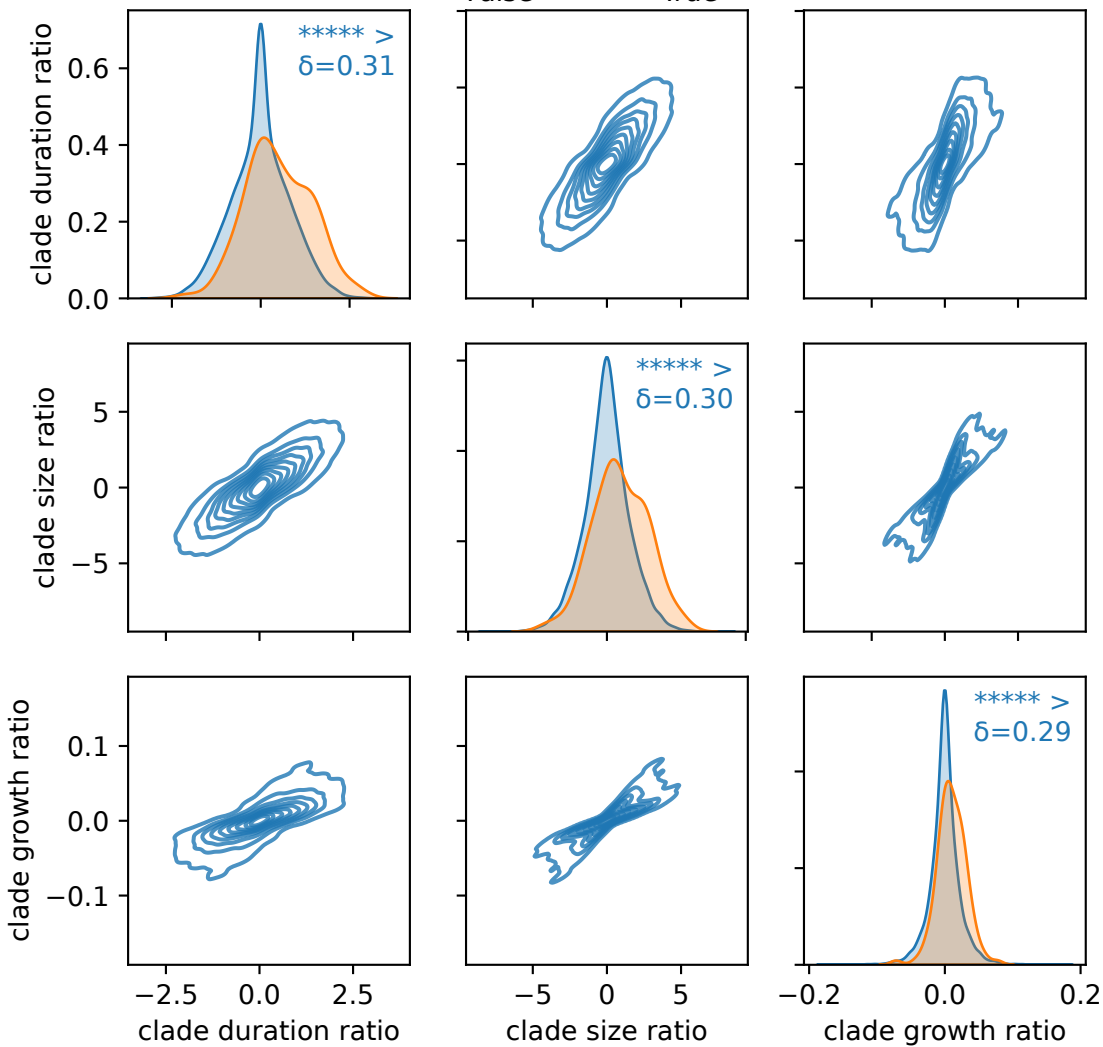 ***** >
δ=0.31
clade duration ratio
0.6
0.4
0.2
0.0
***** >
δ=0.30
clade size ratio
5
0
−5
***** >
δ=0.29
clade growth ratio
0.1
0.0
−0.1
−2.5 0.0 2.5
−5 0 5
−0.2 0.0 0.2
clade duration ratio
clade size ratio
clade growth ratio